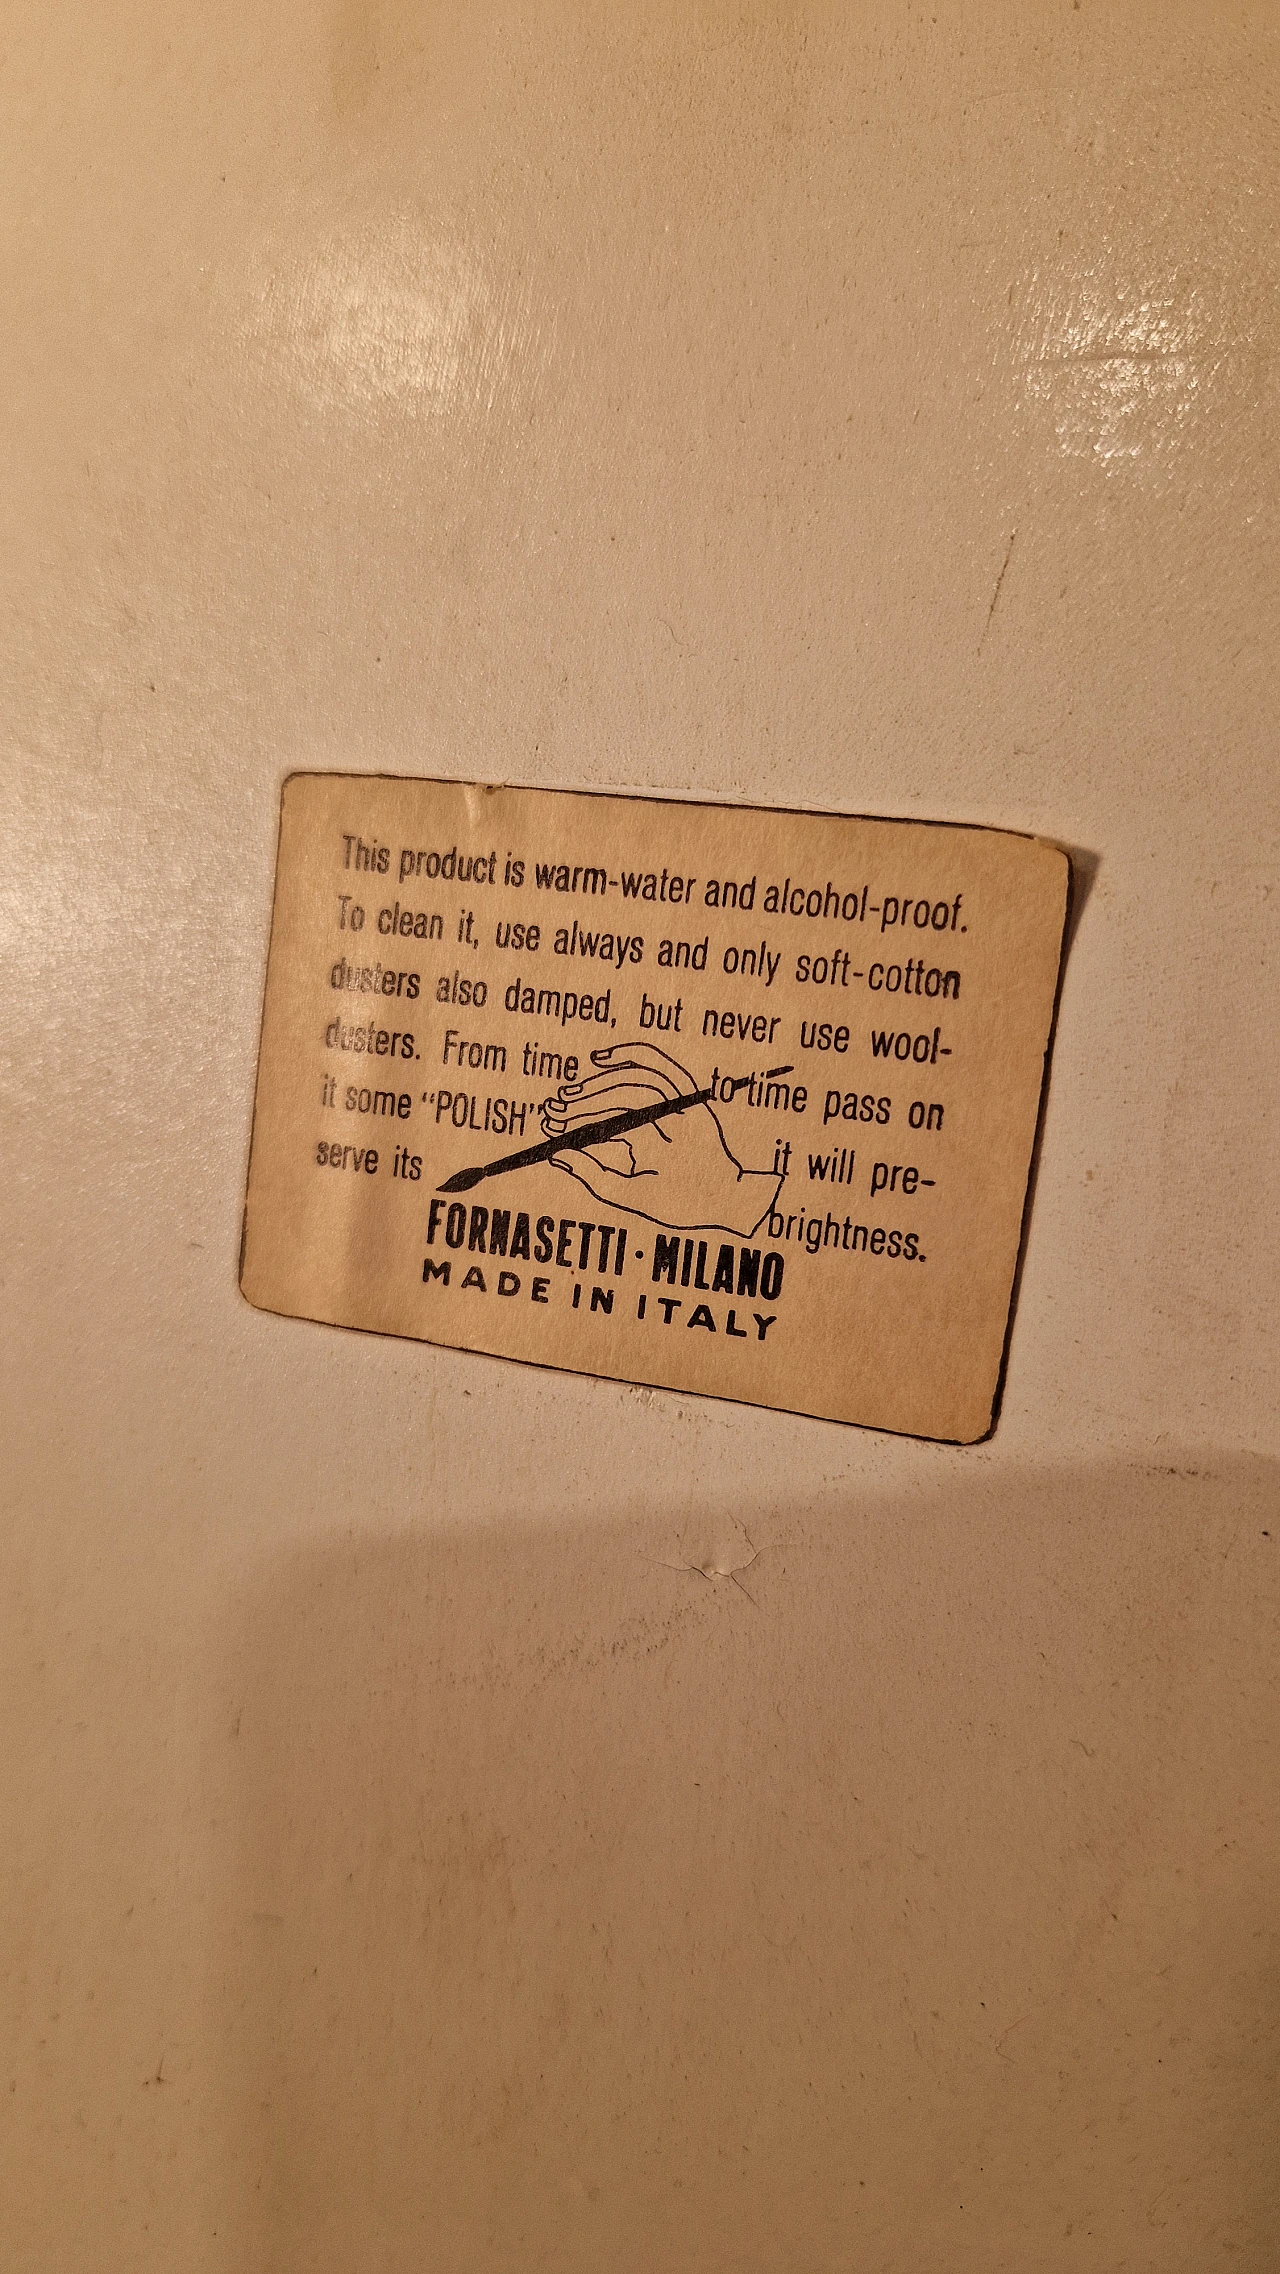 This product is warm-water and alcohol-proof.
To clean it, use always and only soft-cotton
dusters also damped, but never use wool-
dusters. From time to time pass on
it some “POLISH” it will pre-
serve its brightness.
FORNASETTI · MILANO
MADE IN ITALY